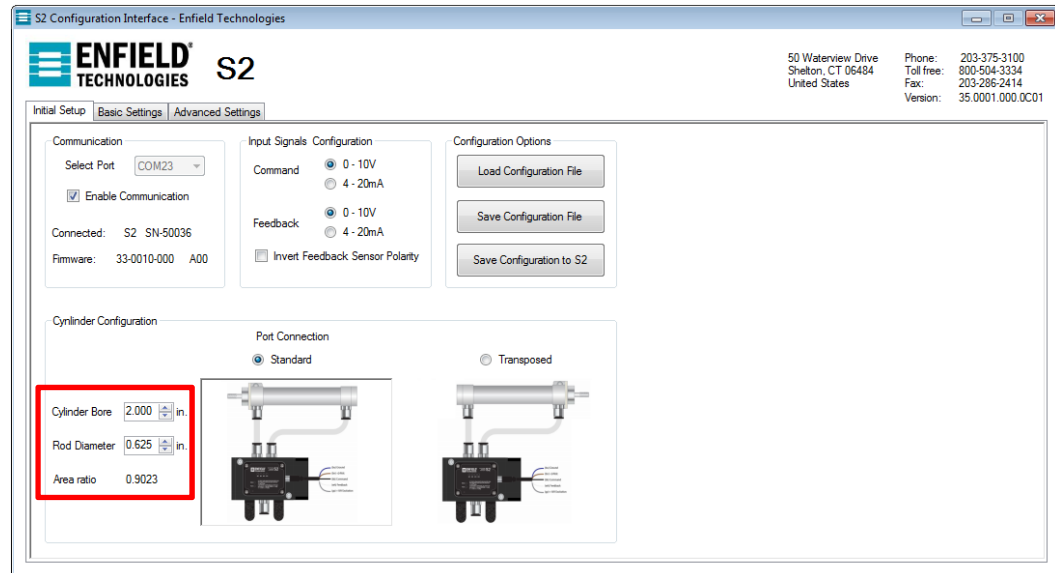 S2 Configuration Interface - Enfield Technologies
ENFIELD
TECHNOLOGIES
S2
50 Waterview Drive
Shelton, CT 06484
United States
Phone: 203-375-3100
Toll free: 800-504-3334
Fax: 203-286-2414
Version: 35.0001.000.0C01
Initial Setup Basic Settings Advanced Settings
Communication
Select Port COM23
Enable Communication
Connected: S2 SN-50036
Firmware: 33-0010-000 A00
Input Signals Configuration
Command 0 - 10V
4 - 20mA
Feedback 0 - 10V
4 - 20mA
Invert Feedback Sensor Polarity
Configuration Options
Load Configuration File
Save Configuration File
Save Configuration to S2
Cynlinder Configuration
Port Connection
Standard Transposed
Cylinder Bore 2.000 in.
Rod Diameter 0.625 in.
Area ratio 0.9023